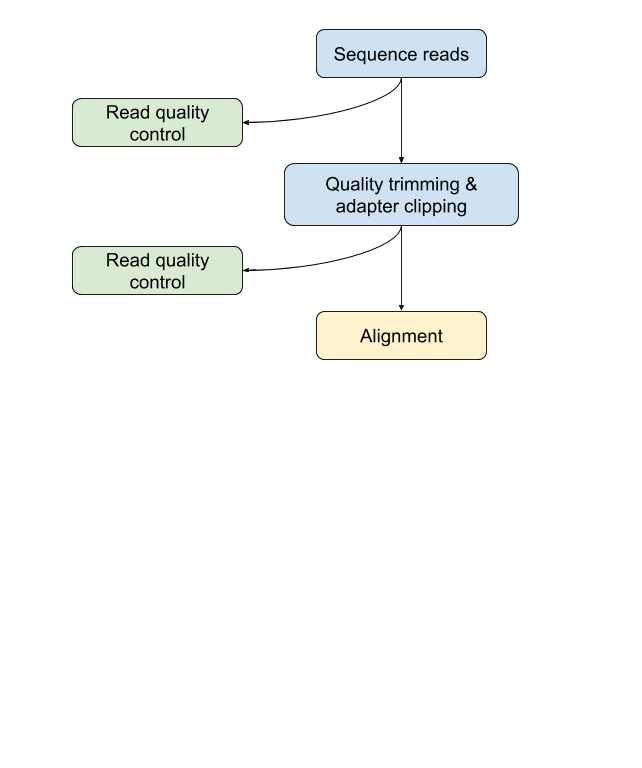 Sequence reads
Read quality
control
Quality trimming &
adapter clipping
Read quality
control
Alignment